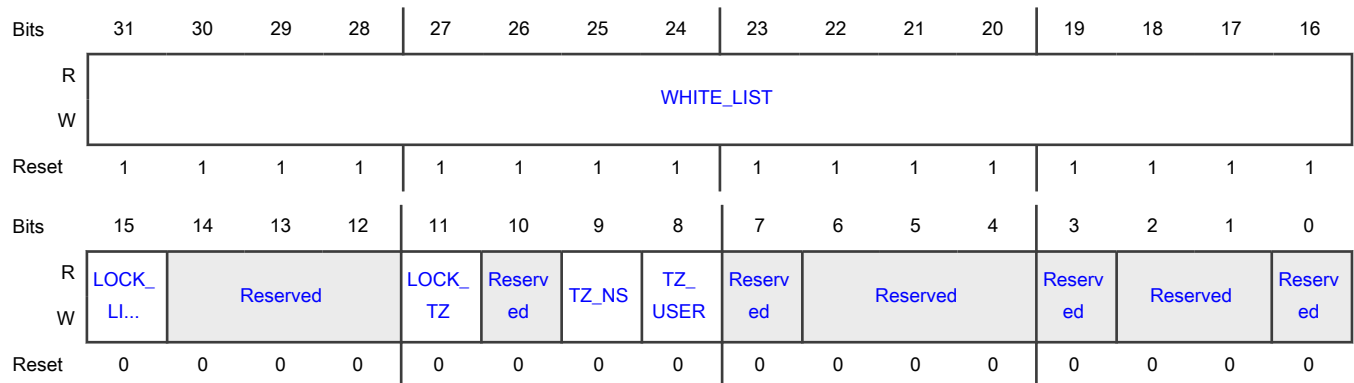 Bits 31 30 29 28 27 26 25 24 23 22 21 20 19 18 17 16
R
WHITE_LIST
W
Reset 1 1 1 1 1 1 1 1 1 1 1 1 1 1 1 1
Bits 15 14 13 12 11 10 9 8 7 6 5 4 3 2 1 0
R LOCK_ LOCK_ Reserv TZ_ Reserv Reserv Reserv
Reserved TZ_NS Reserved Reserved
W LI... TZ ed USER ed ed ed
Reset 0 0 0 0 0 0 0 0 0 0 0 0 0 0 0 0